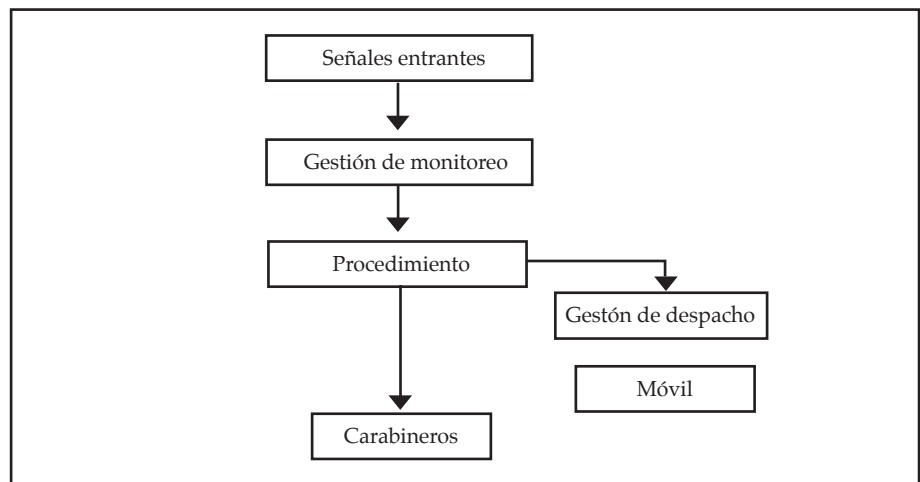 Señales entrantes
Gestión de monitoreo
Procedimiento
Gestón de despacho
Móvil
Carabineros